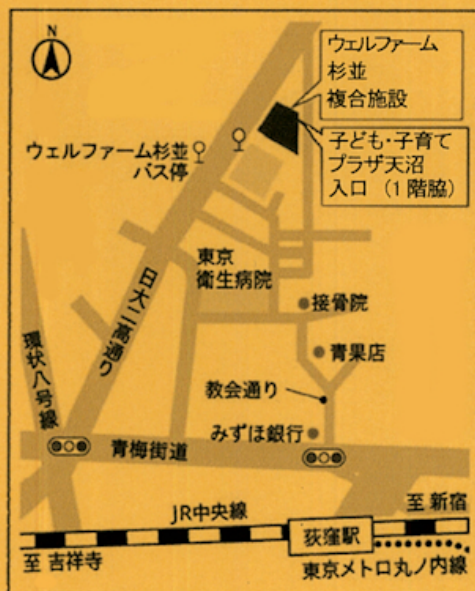 N
ウェルファーム
杉並
複合施設
子ども・子育て
プラザ天沼
入口 (1階脇)
ウェルファーム杉並
バス停
東京
衛生病院
日大二高通り
接骨院
環状八号線
青果店
教会通り
みずほ銀行
青梅街道
JR中央線
至 新宿
荻窪駅
至 吉祥寺
東京メトロ丸ノ内線